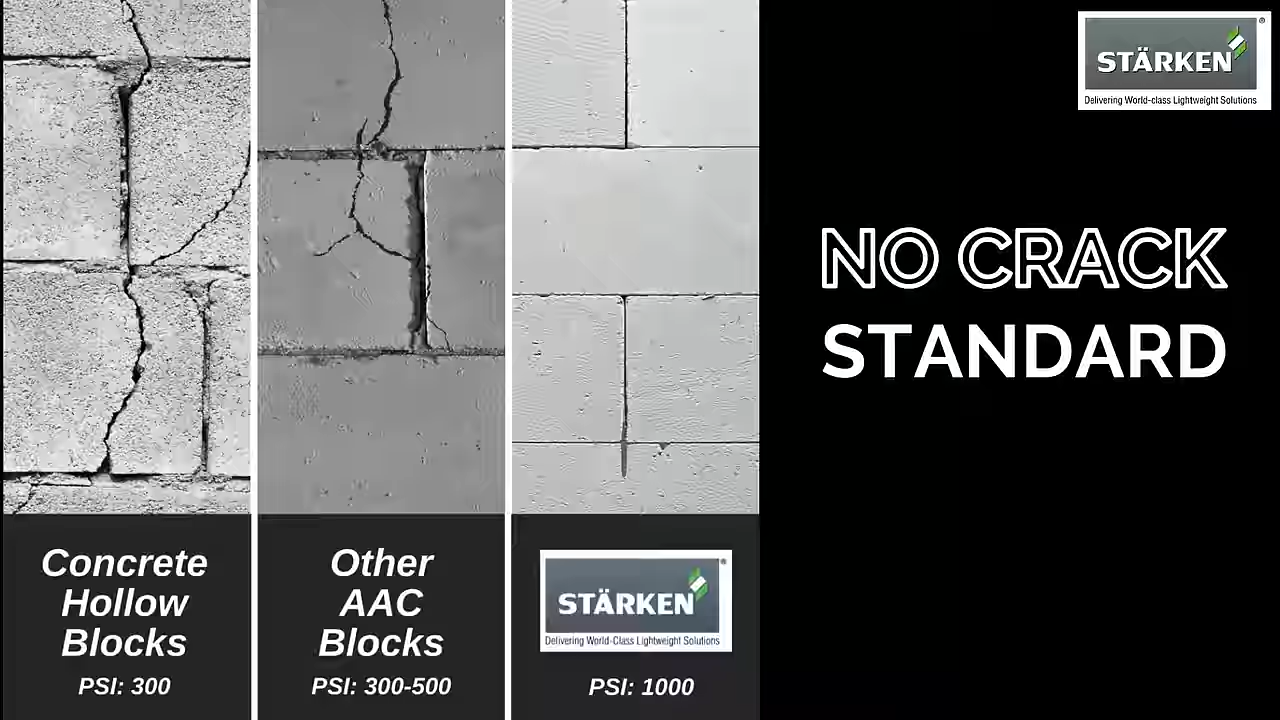 STÄRKEN®
Delivering World-class Lightweight Solutions
NO CRACK
STANDARD
Concrete
Hollow
Blocks
PSI: 300
Other
AAC
Blocks
PSI: 300-500
STÄRKEN®
Delivering World-Class Lightweight Solutions
PSI: 1000